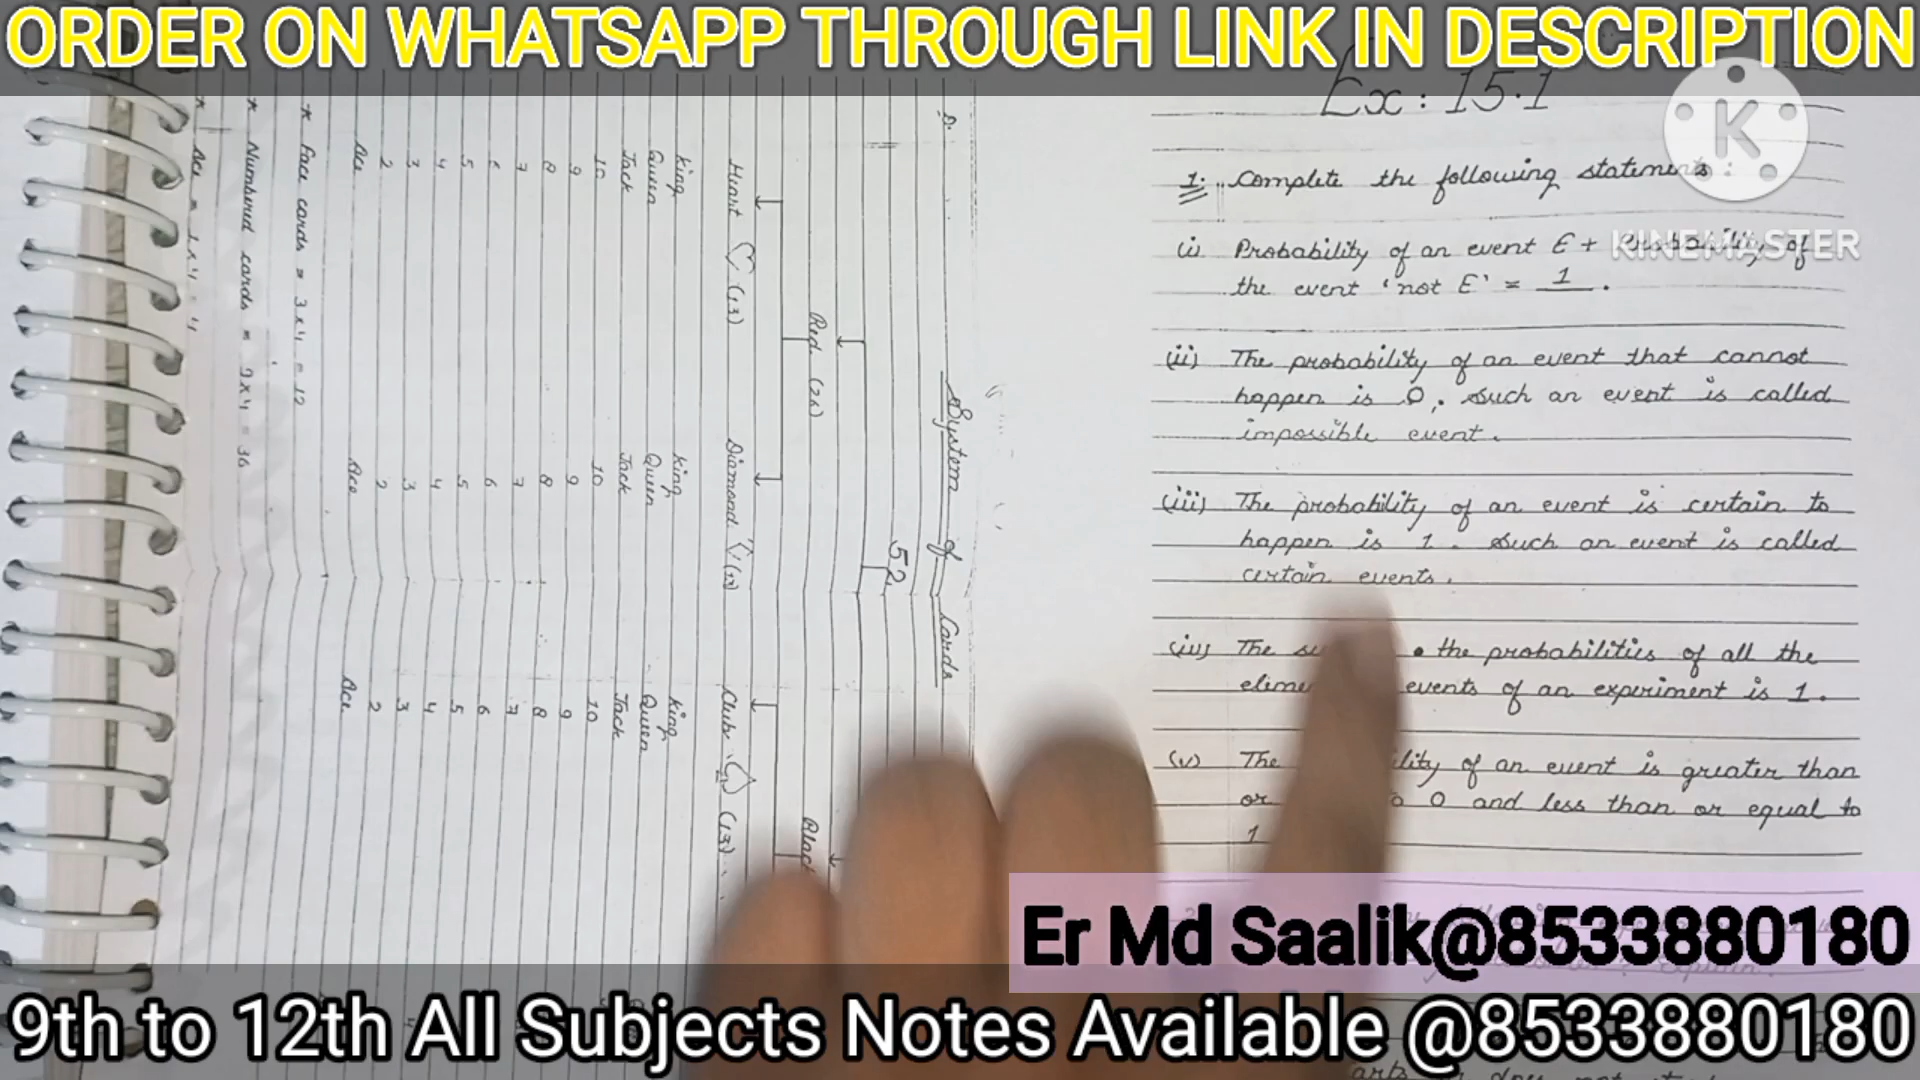 ORDER ON WHATSAPP THROUGH LINK IN DESCRIPTION
KINEMASTER
System of Cards
52
Red (26)
Black
Heart (13)
Diamond (13)
Clubs (13)
King King King
Queen Queen Queen
Jack Jack Jack
10 10 10
9 9 9
8 8 8
7 7 7
6 6 6
5 5 5
4 4 4
3 3 3
2 2 2
Ace Ace Ace
* Face cards = 3x4 = 12
* Numbered cards = 9x4 = 36
* Ace = 1x4 = 4
Ex: 15.1
1. Complete the following statements:
(i) Probability of an event E + Probability of
the event 'not E' = 1 .
(ii) The probability of an event that cannot
happen is 0. Such an event is called
impossible event.
(iii) The probability of an event is certain to
happen is 1. Such an event is called
certain events.
(iv) The the probabilities of all the
events of an experiment is 1.
(v) The of an event is greater than
or 0 and less than or equal to
1
Er Md Saalik@8533880180
9th to 12th All Subjects Notes Available @8533880180